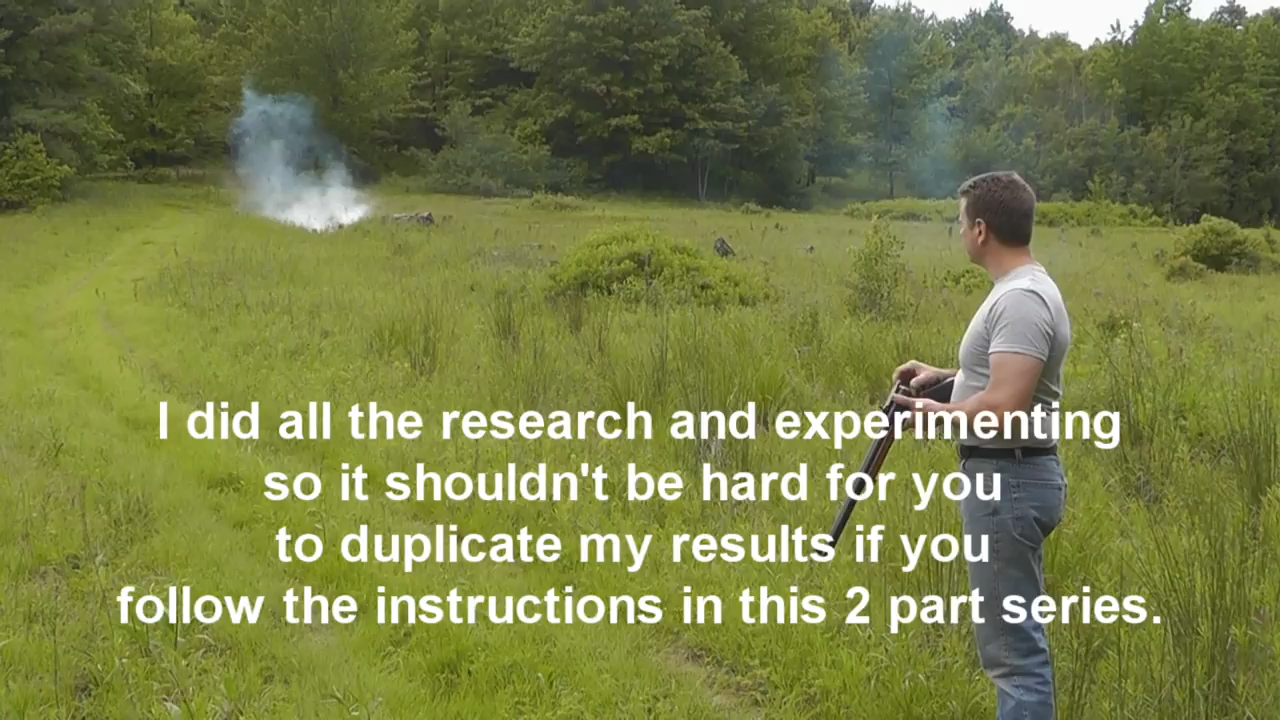 I did all the research and experimenting
so it shouldn't be hard for you
to duplicate my results if you
follow the instructions in this 2 part series.